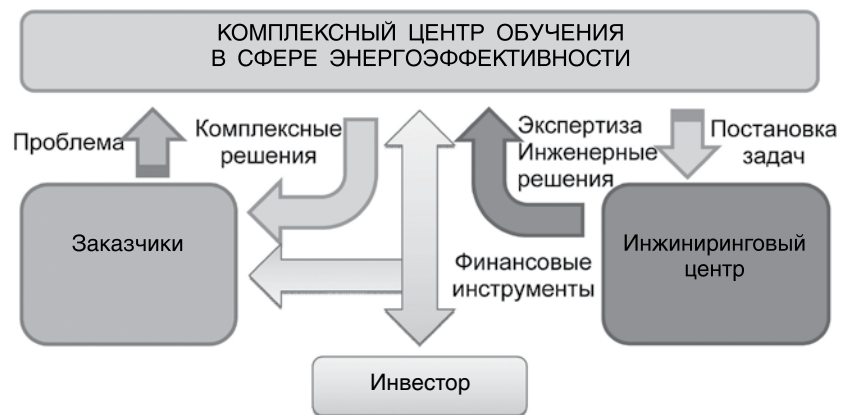 КОМПЛЕКСНЫЙ ЦЕНТР ОБУЧЕНИЯ
В СФЕРЕ ЭНЕРГОЭФФЕКТИВНОСТИ
Проблема
Комплексные
решения
Экспертиза
Инженерные
решения
Постановка
задач
Заказчики
Инжиниринговый
центр
Финансовые
инструменты
Инвестор